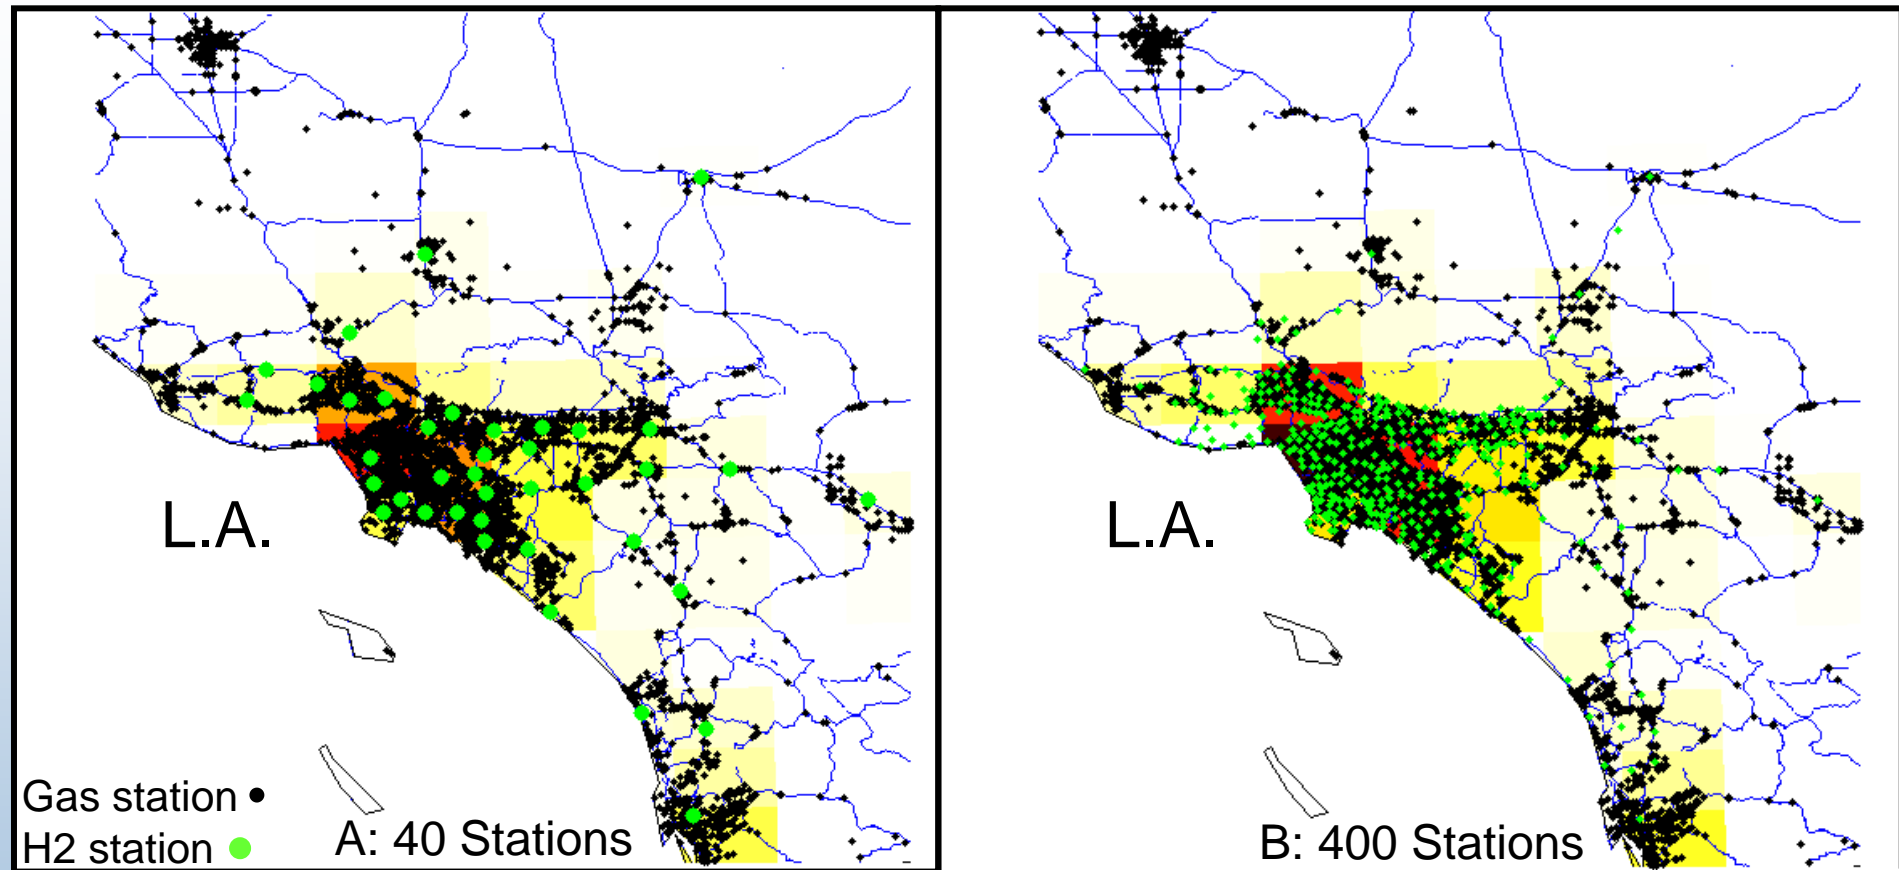 L.A.
Gas station
H2 station
A: 40 Stations
L.A.
B: 400 Stations